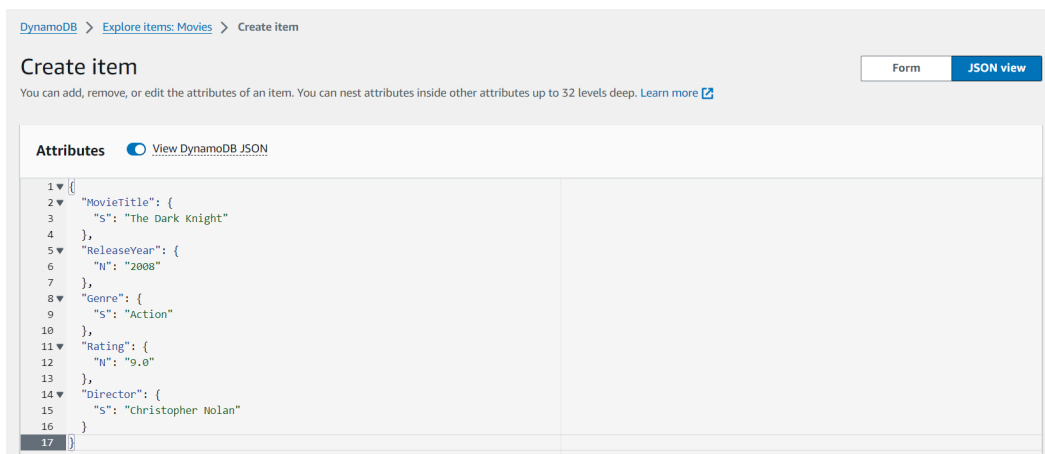 DynamoDB > Explore items: Movies > Create item
Create item
Form JSON view
You can add, remove, or edit the attributes of an item. You can nest attributes inside other attributes up to 32 levels deep. Learn more
Attributes View DynamoDB JSON
1 {
2 "MovieTitle": {
3 "S": "The Dark Knight"
4 },
5 "ReleaseYear": {
6 "N": "2008"
7 },
8 "Genre": {
9 "S": "Action"
10 },
11 "Rating": {
12 "N": "9.0"
13 },
14 "Director": {
15 "S": "Christopher Nolan"
16 }
17 }